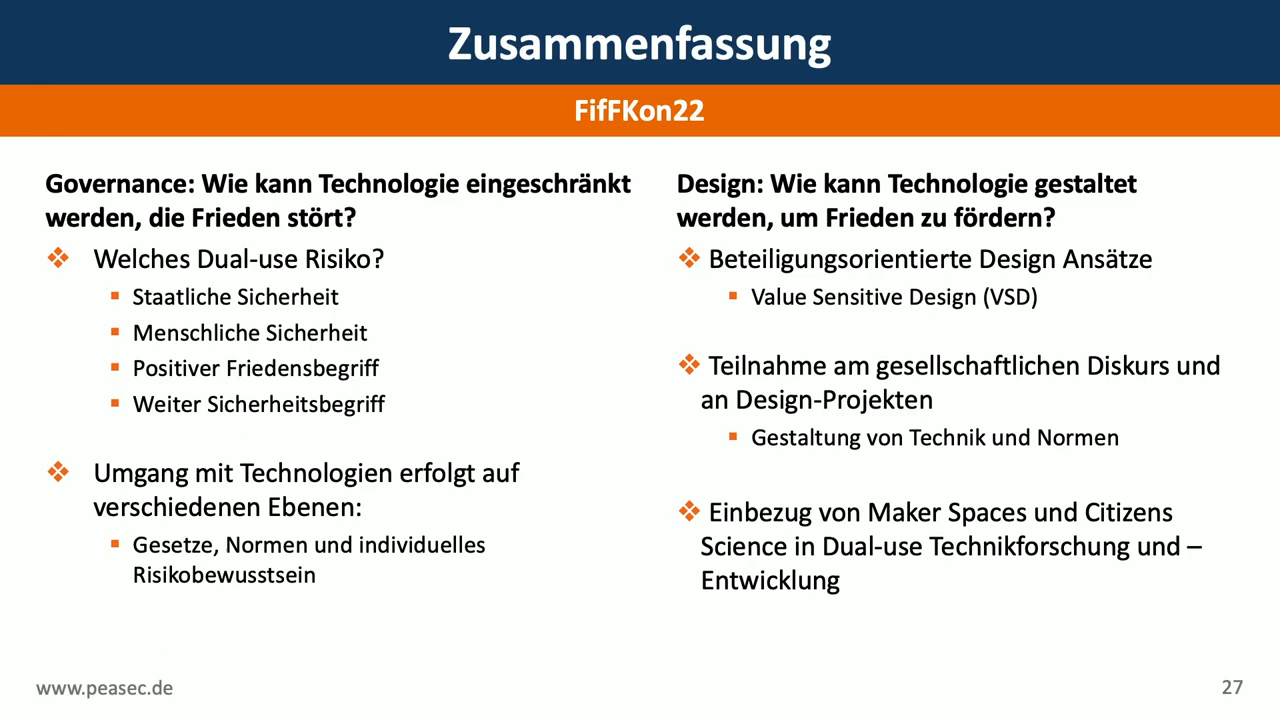 Zusammenfassung
FifFKon22
Governance: Wie kann Technologie eingeschränkt
werden, die Frieden stört?
Welches Dual-use Risiko?
Staatliche Sicherheit
Menschliche Sicherheit
Positiver Friedensbegriff
Weiter Sicherheitsbegriff
Umgang mit Technologien erfolgt auf
verschiedenen Ebenen:
Gesetze, Normen und individuelles
Risikobewusstsein
Design: Wie kann Technologie gestaltet
werden, um Frieden zu fördern?
Beteiligungsorientierte Design Ansätze
Value Sensitive Design (VSD)
Teilnahme am gesellschaftlichen Diskurs und
an Design-Projekten
Gestaltung von Technik und Normen
Einbezug von Maker Spaces und Citizens
Science in Dual-use Technikforschung und –
Entwicklung
www.peasec.de
27